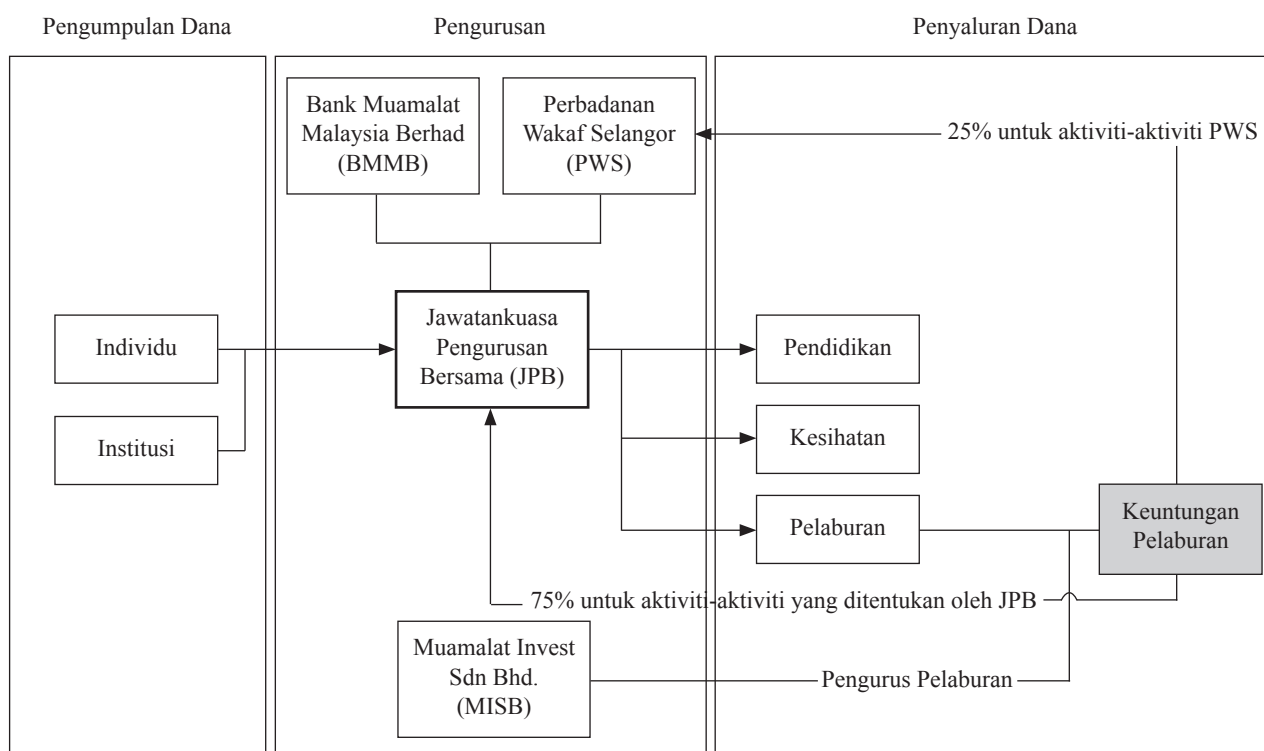 Pengumpulan Dana
Pengurusan
Penyaluran Dana
Bank Muamalat
Malaysia Berhad
(BMMB)
Perbadanan
Wakaf Selangor
(PWS)
25% untuk aktiviti-aktiviti PWS
Individu
Institusi
Jawatankuasa
Pengurusan
Bersama (JPB)
Pendidikan
Kesihatan
Pelaburan
Keuntungan
Pelaburan
75% untuk aktiviti-aktiviti yang ditentukan oleh JPB
Muamalat Invest
Sdn Bhd.
(MISB)
Pengurus Pelaburan